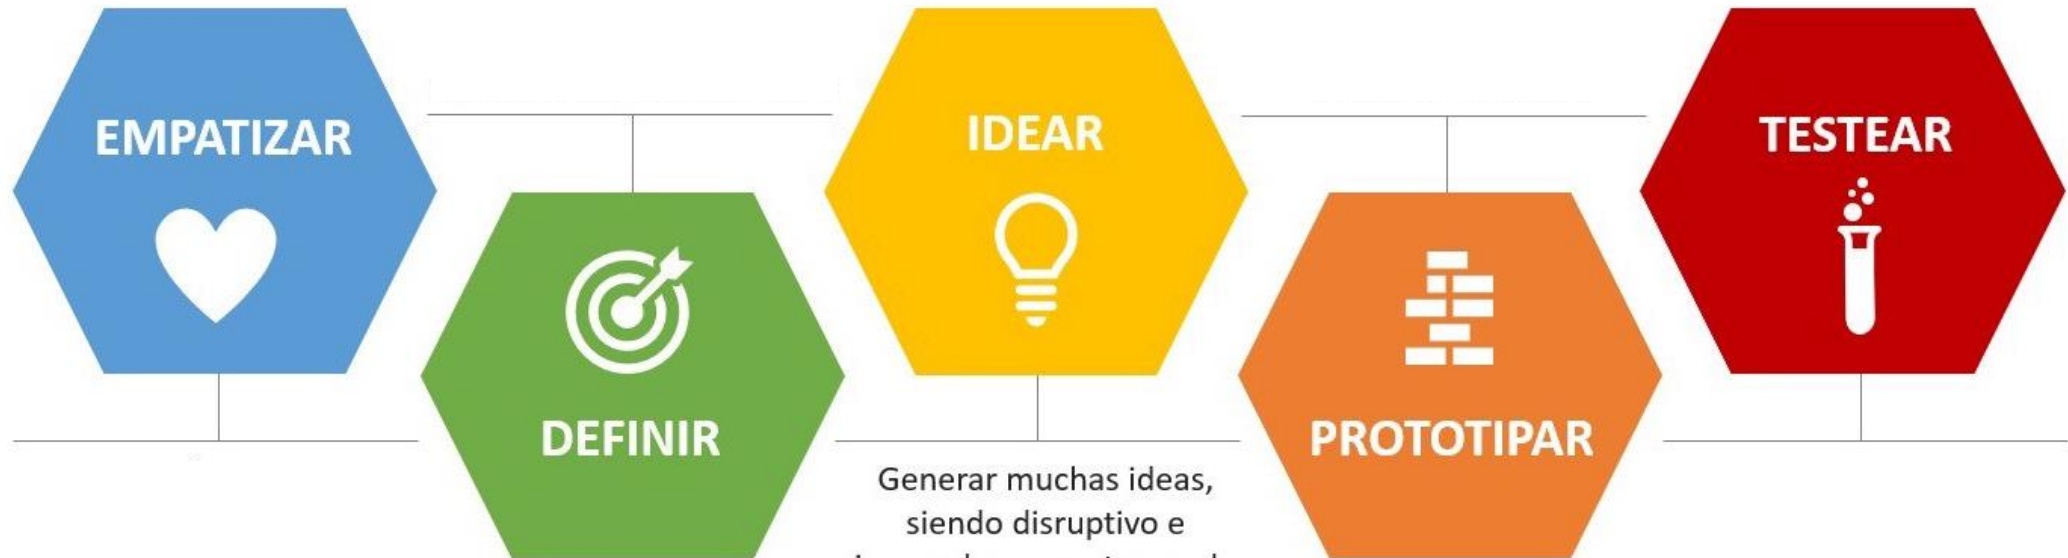 EMPATIZAR
DEFINIR
IDEAR
Generar muchas ideas,
siendo disruptivo e
PROTOTIPAR
TESTEAR